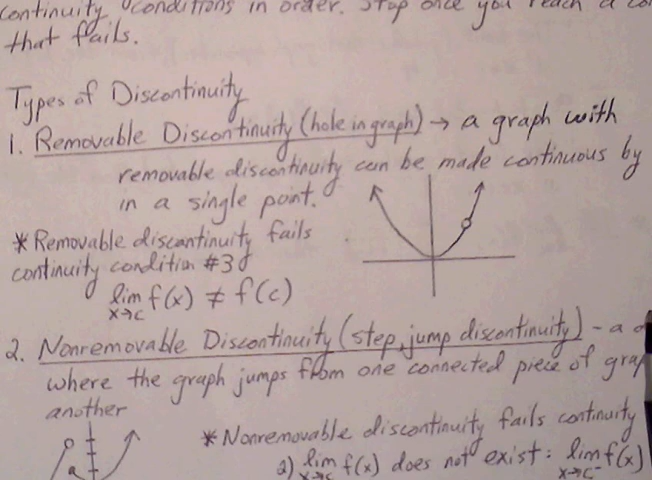 continuity conditions in order. Stop once you reach a
that fails.
Types of Discontinuity
1. Removable Discontinuity (hole in graph) → a graph with
removable discontinuity can be made continuous by
in a single point.
*Removable discontinuity fails
continuity condition #3
lim f(x) ≠ f(c)
x→c
2. Nonremovable Discontinuity (step, jump discontinuity) - a
where the graph jumps from one connected piece of
another
*Nonremovable discontinuity fails continuity
2) lim f(x) does not exist: lim f(x)
x→c x→c⁻